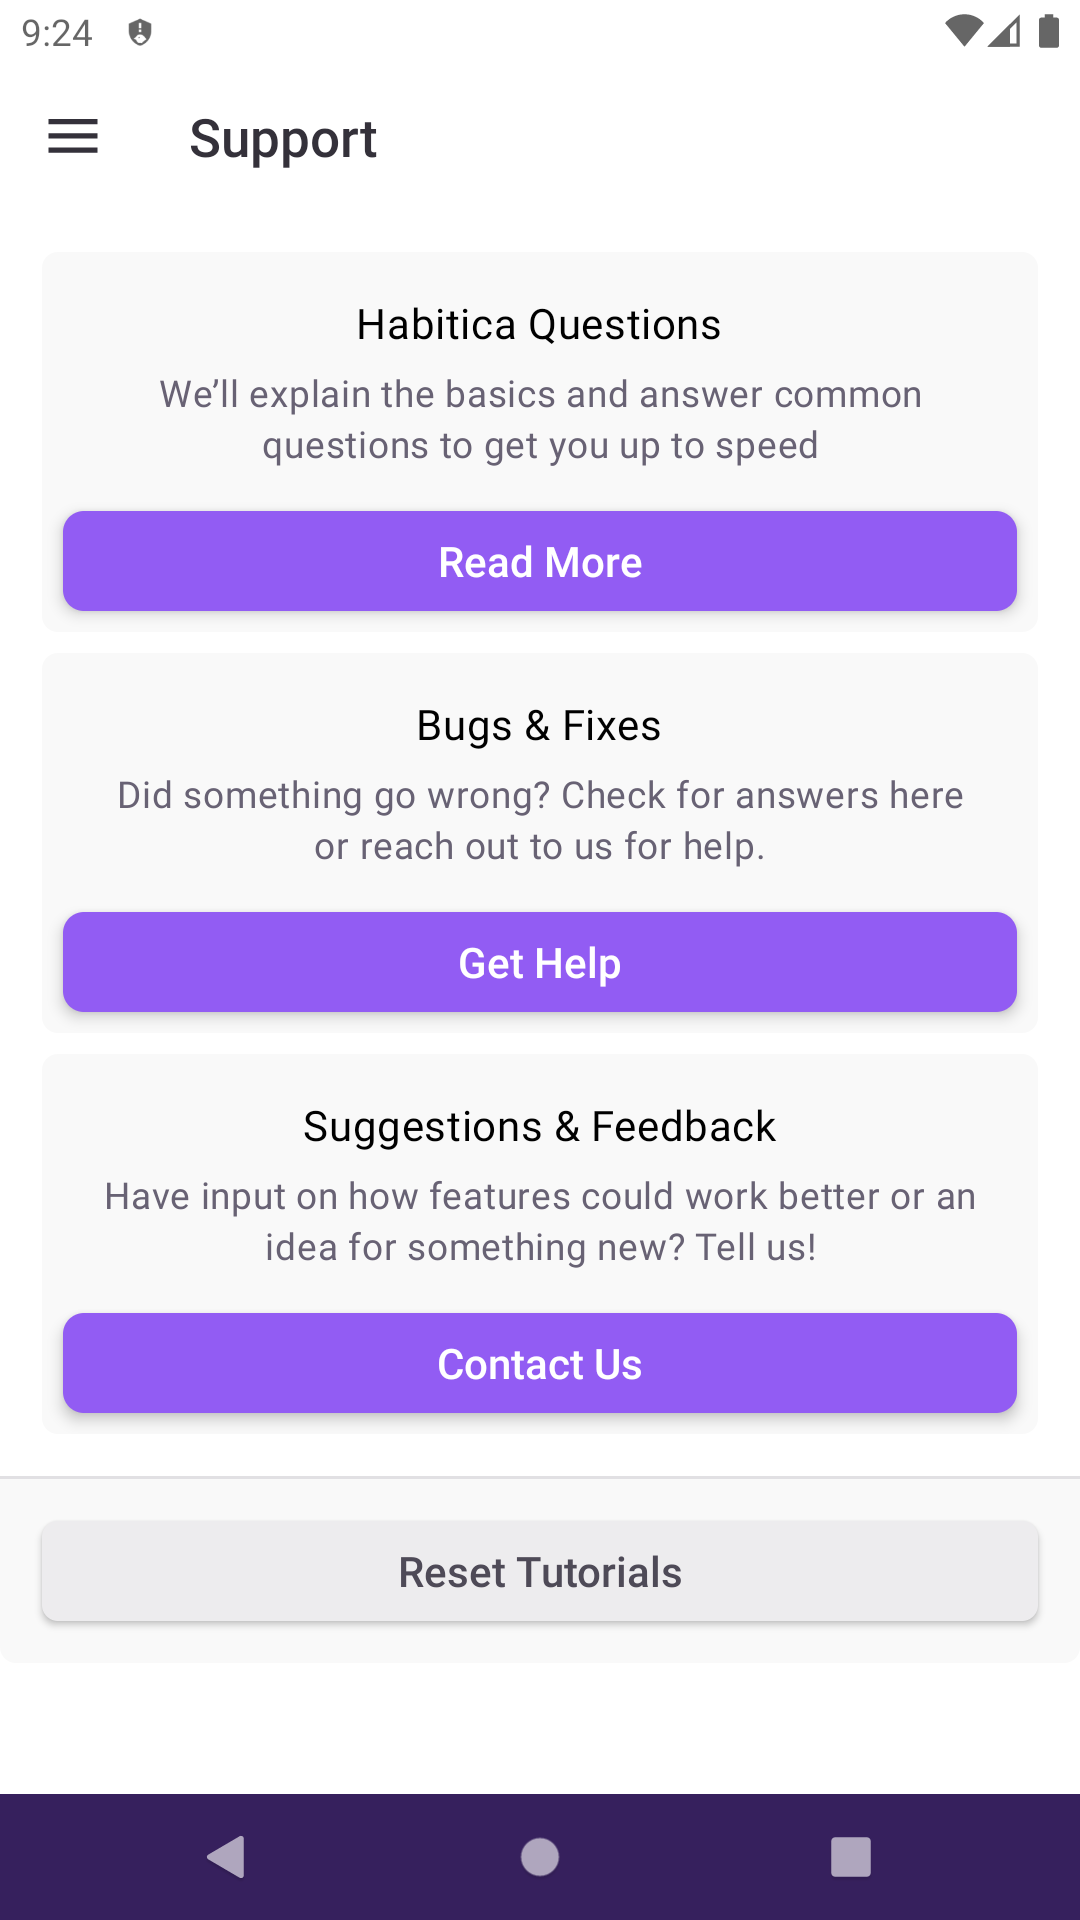 9:24
Support
Habitica Questions
We’ll explain the basics and answer common
questions to get you up to speed
Read More
Bugs & Fixes
Did something go wrong? Check for answers here
or reach out to us for help.
Get Help
Suggestions & Feedback
Have input on how features could work better or an
idea for something new? Tell us!
Contact Us
Reset Tutorials